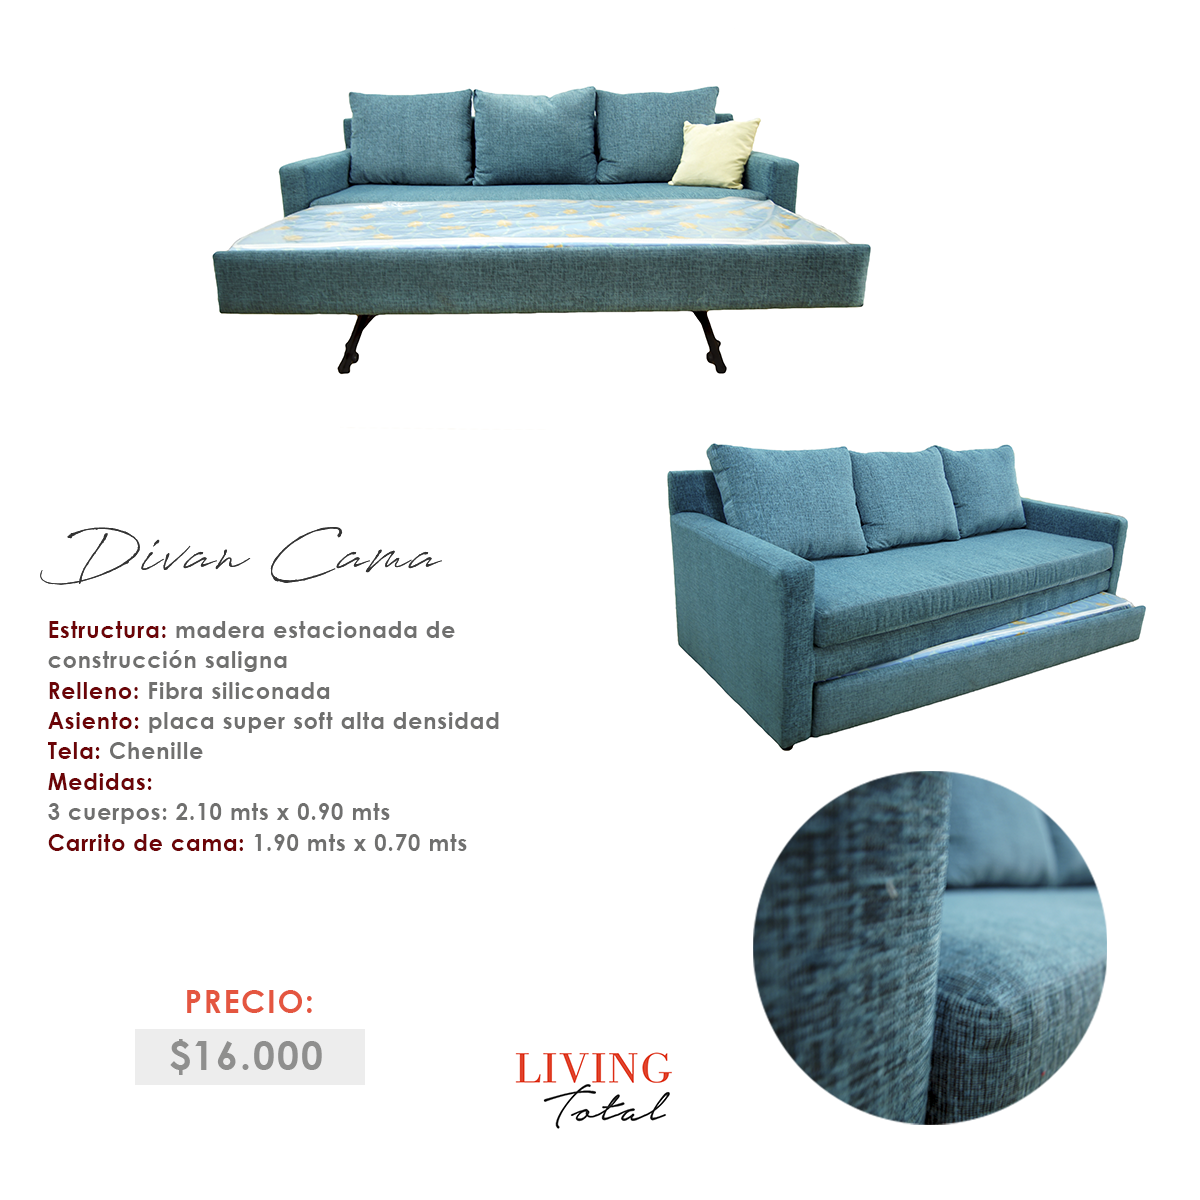 Divan Cama
Estructura: madera estacionada de
construcción saligna
Relleno: Fibra siliconada
Asiento: placa super soft alta densidad
Tela: Chenille
Medidas:
3 cuerpos: 2.10 mts x 0.90 mts
Carrito de cama: 1.90 mts x 0.70 mts
PRECIO:
$16.000
LIVING
Total